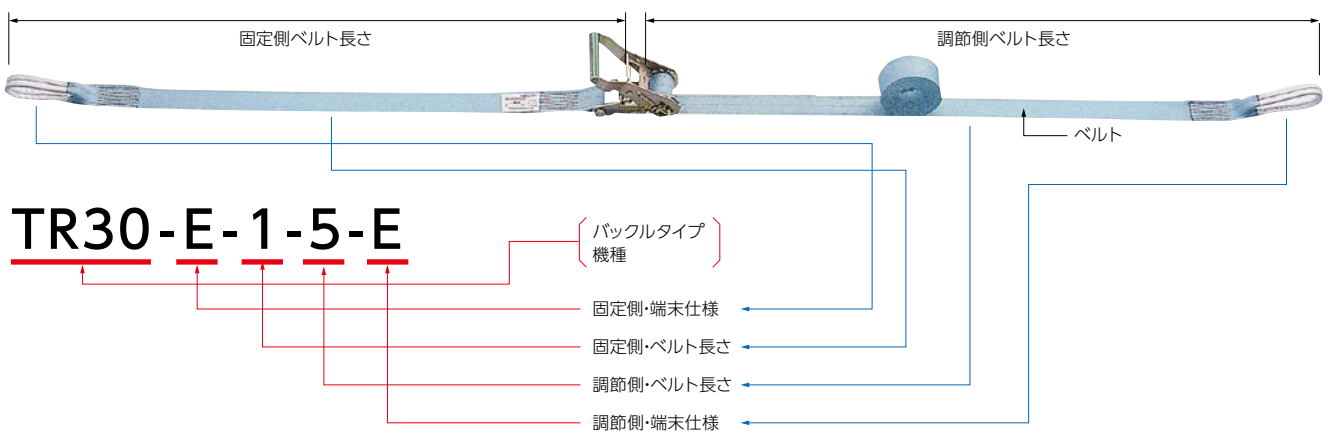 固定側ベルト長さ
調節側ベルト長さ
ベルト
TR30-E-1-5-E
バックルタイプ
機種
固定側・端末仕様
固定側・ベルト長さ
調節側・ベルト長さ
調節側・端末仕様